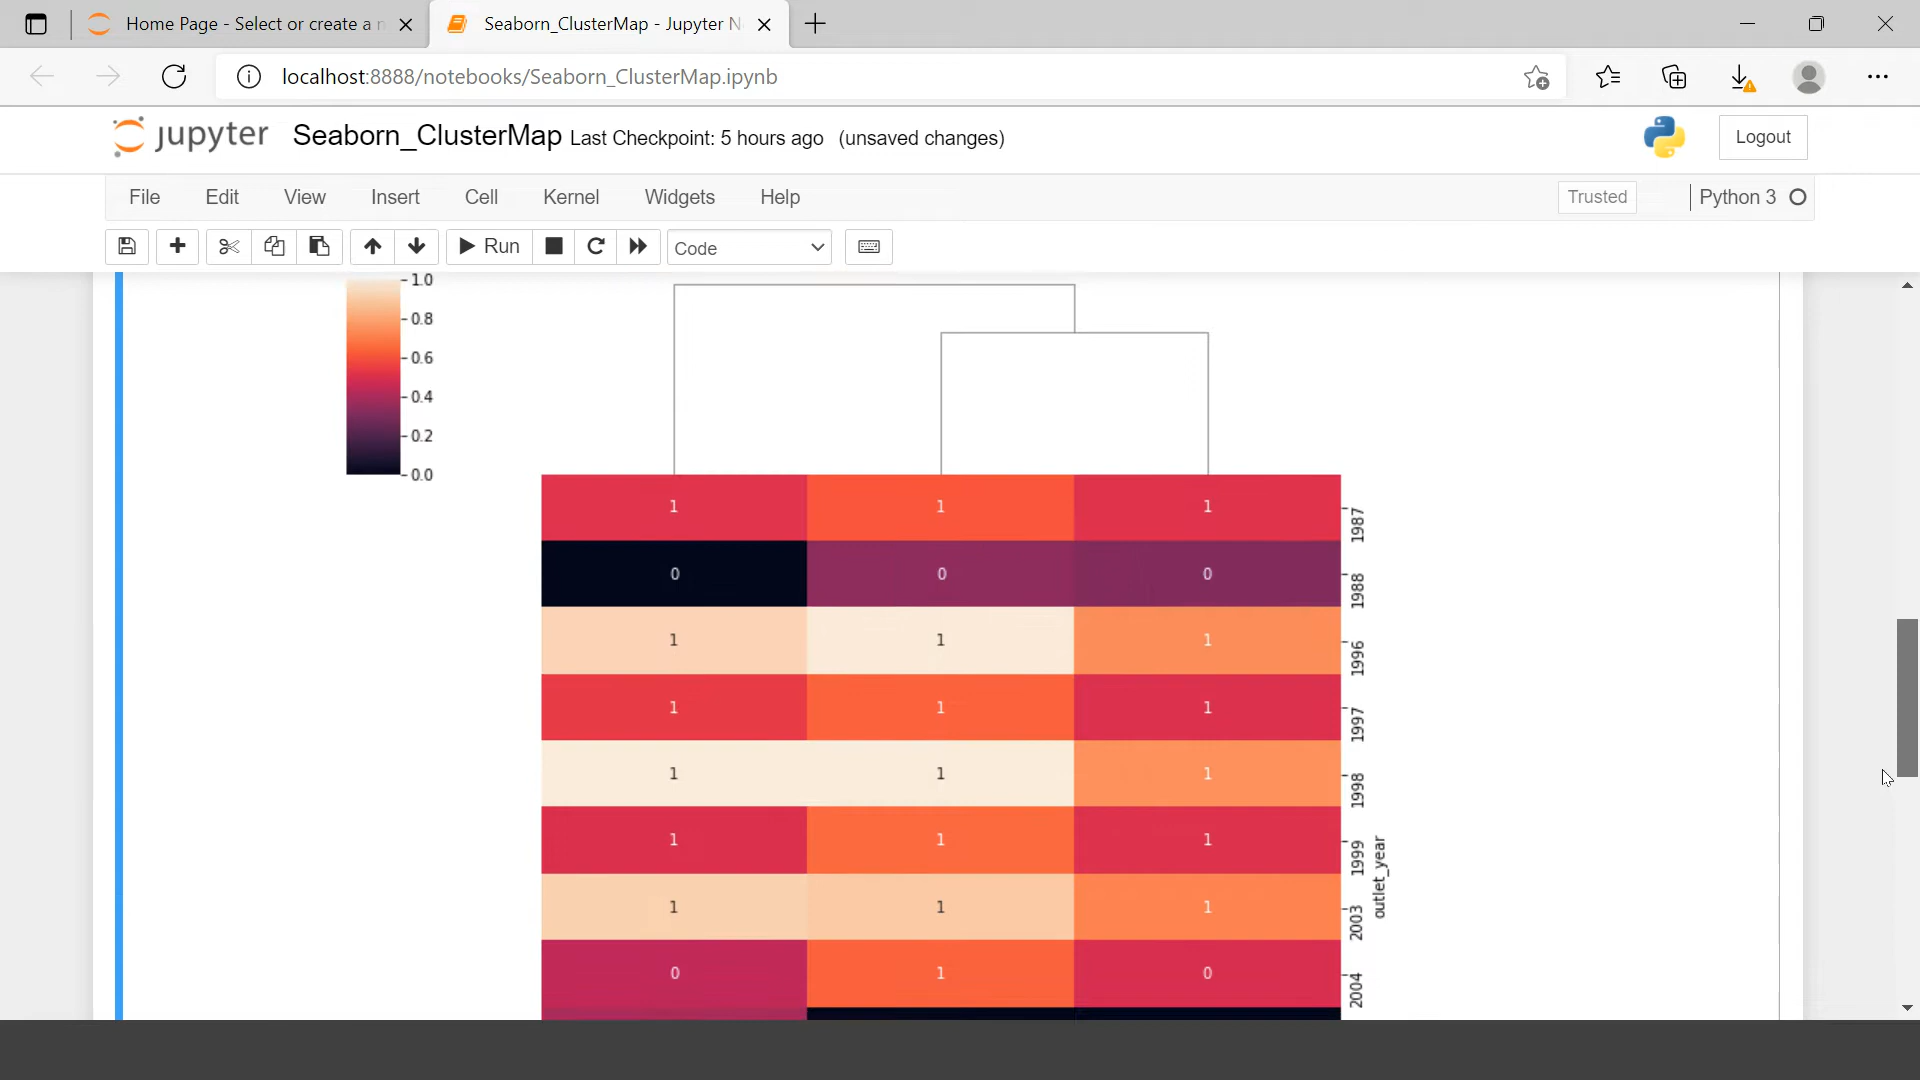 Home Page - Select or create a n
Seaborn_ClusterMap - Jupyter N
localhost:8888/notebooks/Seaborn_ClusterMap.ipynb
jupyter Seaborn_ClusterMap Last Checkpoint: 5 hours ago (unsaved changes)
Logout
File Edit View Insert Cell Kernel Widgets Help
Trusted Python 3
Run Code
1.0
0.8
0.6
0.4
0.2
0.0
1 1 1 1987
0 0 0 1988
1 1 1 1996
1 1 1 1997
1 1 1 1998
1 1 1 1999
outlet_year
1 1 1 2003
0 1 0 2004